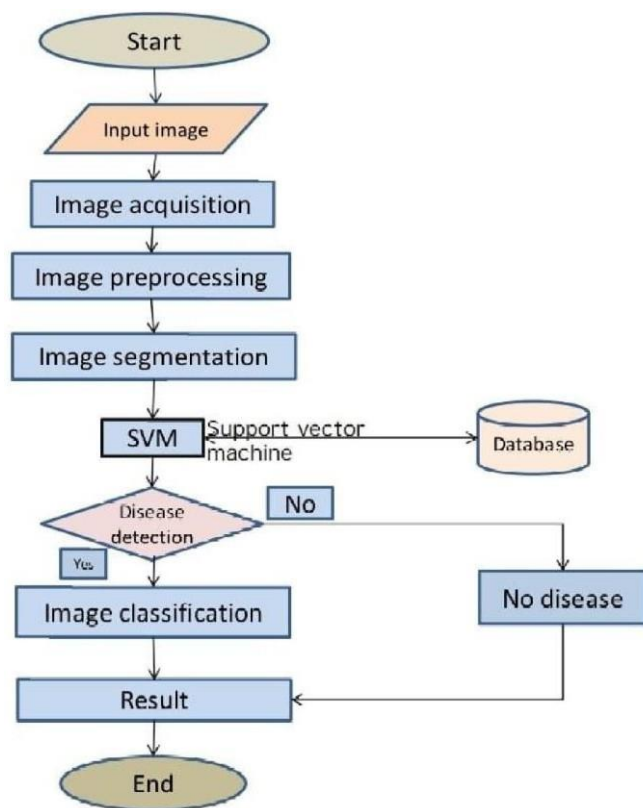 Start
Input image
Image acquisition
Image preprocessing
Image segmentation
SVM
Support vector
machine
Database
Disease
detection
No
Yes
Image classification
No disease
Result
End